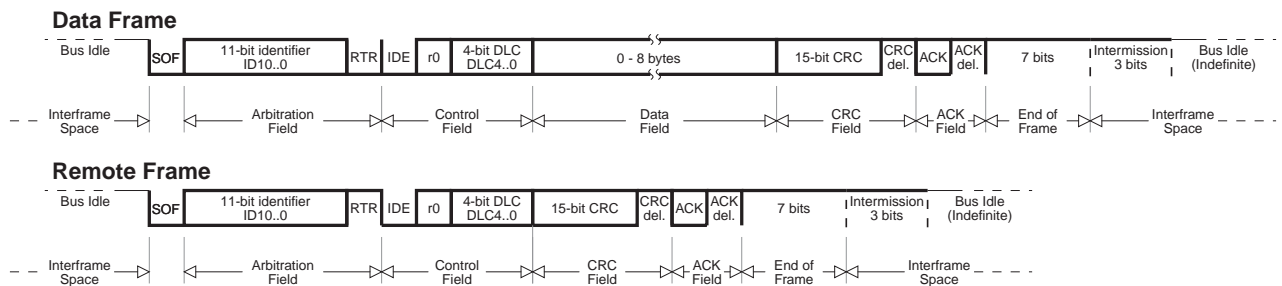 Data Frame
Bus Idle SOF 11-bit identifier ID10..0 RTR IDE r0 4-bit DLC DLC4..0 0 - 8 bytes 15-bit CRC CRC del. ACK ACK del. 7 bits Intermission 3 bits Bus Idle (Indefinite)
Interframe Space Arbitration Field Control Field Data Field CRC Field ACK Field End of Frame Interframe Space
Remote Frame
Bus Idle SOF 11-bit identifier ID10..0 RTR IDE r0 4-bit DLC DLC4..0 15-bit CRC CRC del. ACK ACK del. 7 bits Intermission 3 bits Bus Idle (Indefinite)
Interframe Space Arbitration Field Control Field CRC Field ACK Field End of Frame Interframe Space